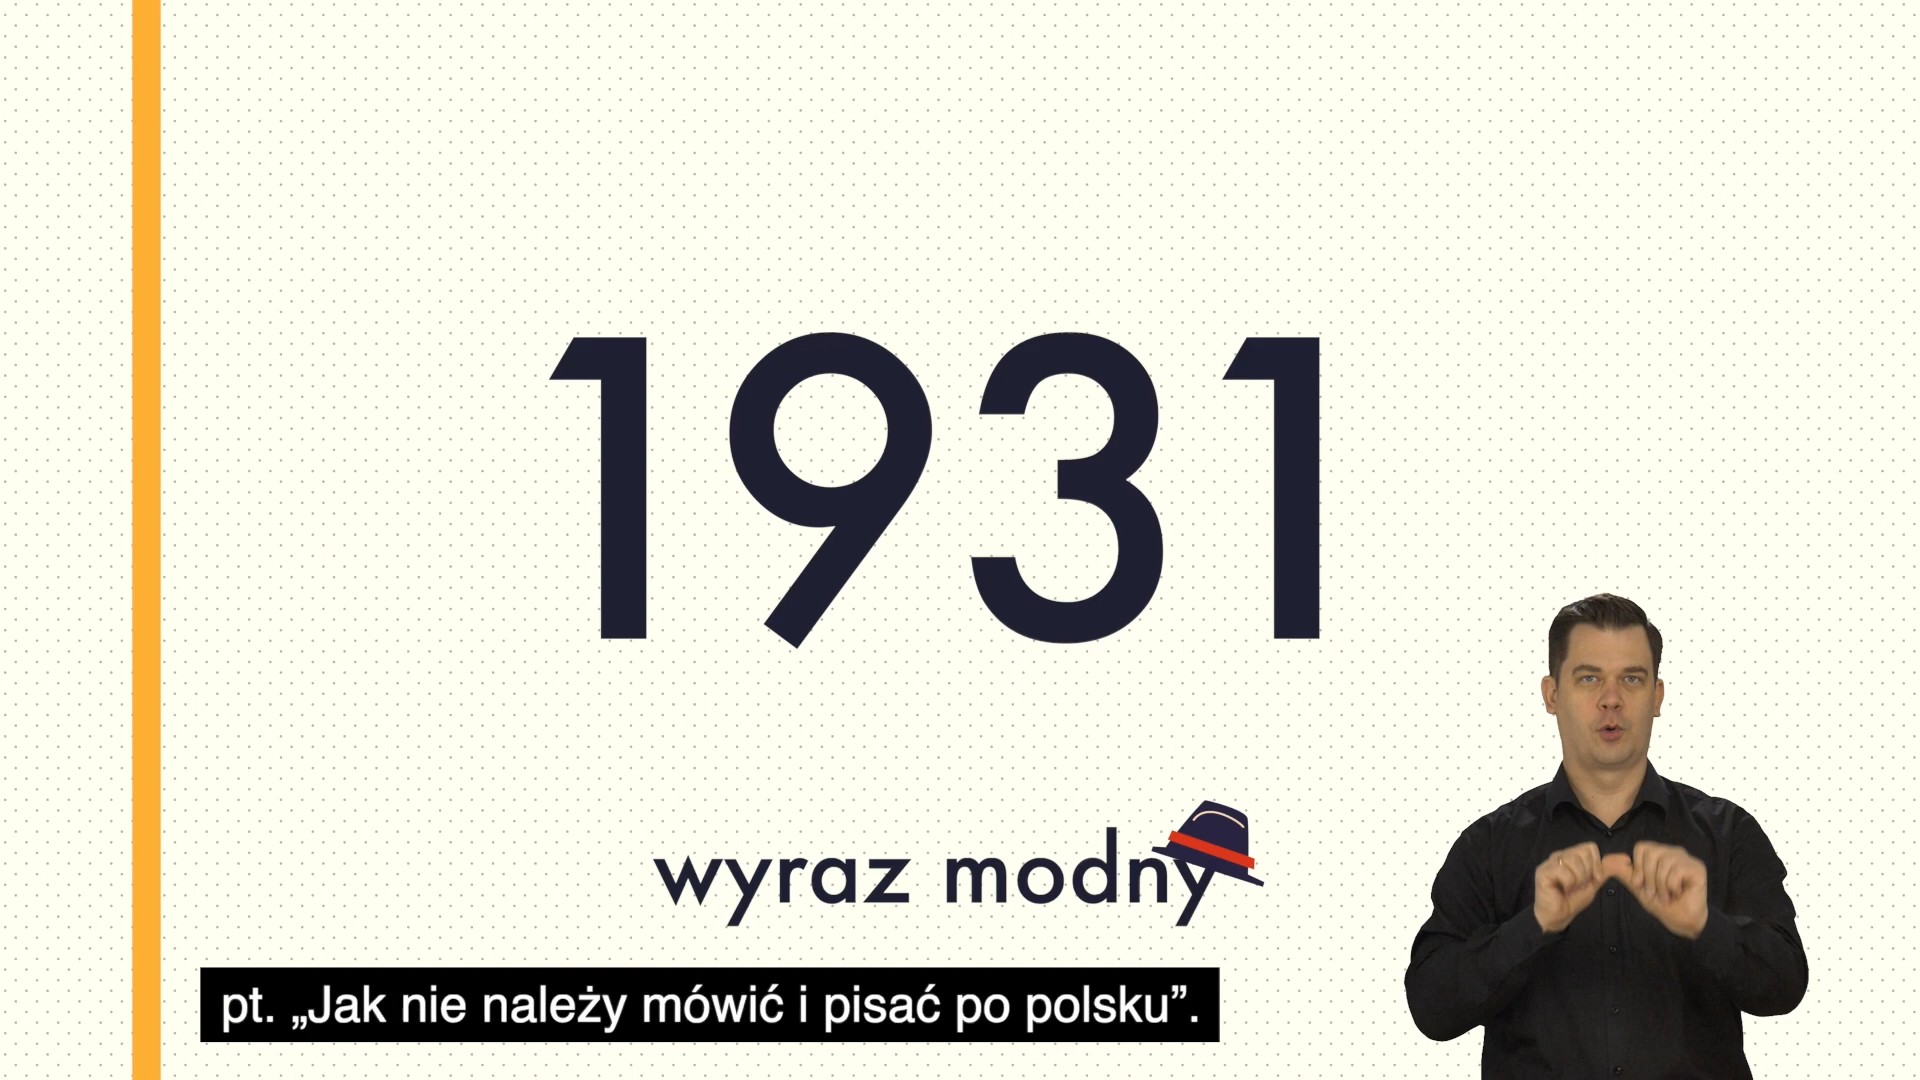 1931
wyraz modny
pt. „Jak nie należy mówić i pisać po polsku”.